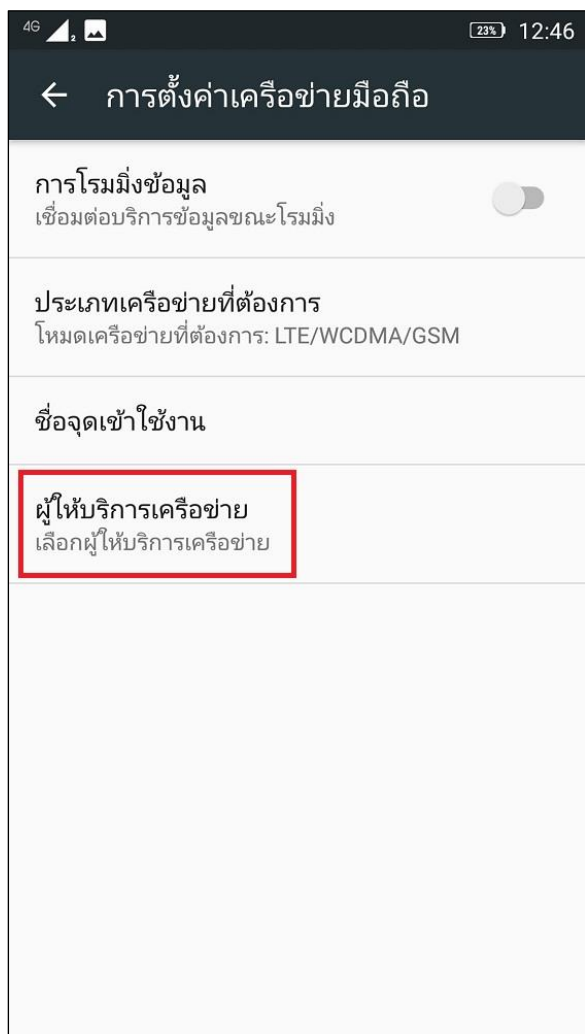 4G 2 23% 12:46
การตั้งค่าเครือข่ายมือถือ
การโรมมิ่งข้อมูล
เชื่อมต่อบริการข้อมูลขณะโรมมิ่ง
ประเภทเครือข่ายที่ต้องการ
โหมดเครือข่ายที่ต้องการ: LTE/WCDMA/GSM
ชื่อจุดเข้าใช้งาน
ผู้ให้บริการเครือข่าย
เลือกผู้ให้บริการเครือข่าย